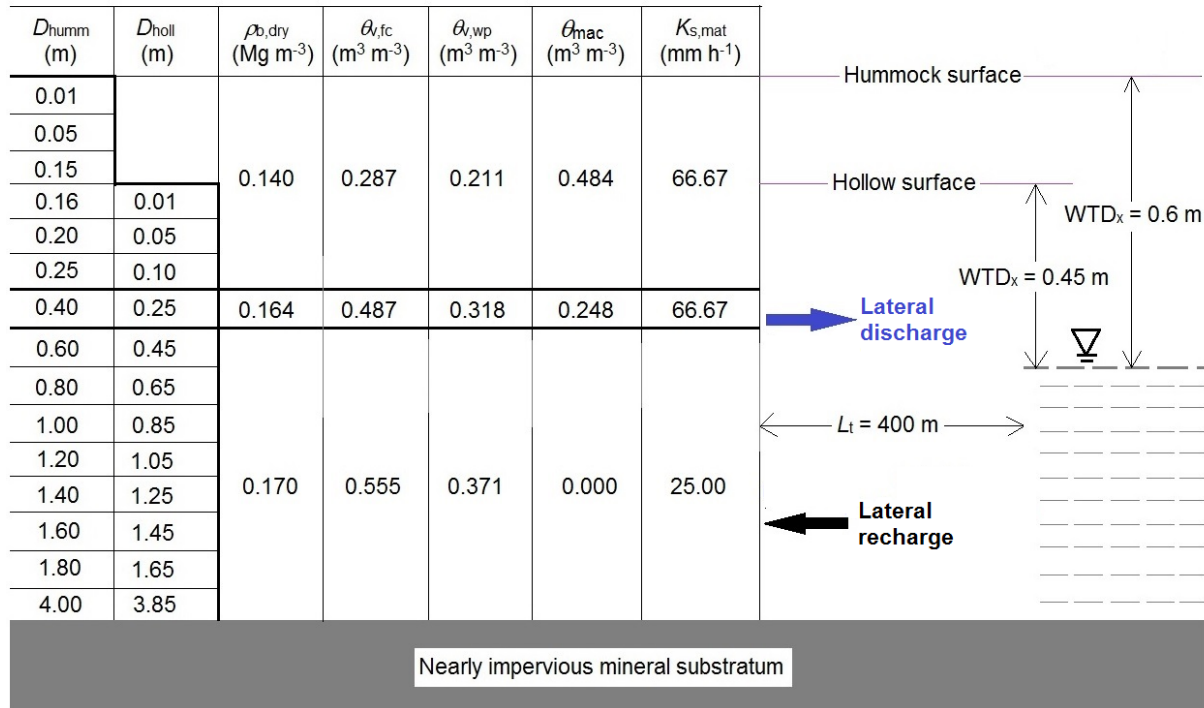 Dhumm Dholl ρb,dry θv,fc θv,wp θmac Ks,mat
(m) (m) (Mg m-3) (m3 m-3) (m3 m-3) (m3 m-3) (mm h-1)
Hummock surface
0.01
0.05
0.15
0.140 0.287 0.211 0.484 66.67
Hollow surface
0.16 0.01
WTDx = 0.6 m
0.20 0.05
0.25 0.10
WTDx = 0.45 m
0.40 0.25 0.164 0.487 0.318 0.248 66.67
Lateral
discharge
0.60 0.45
0.80 0.65
1.00 0.85
Lt = 400 m
1.20 1.05
1.40 1.25
0.170 0.555 0.371 0.000 25.00
Lateral
recharge
1.60 1.45
1.80 1.65
4.00 3.85
Nearly impervious mineral substratum